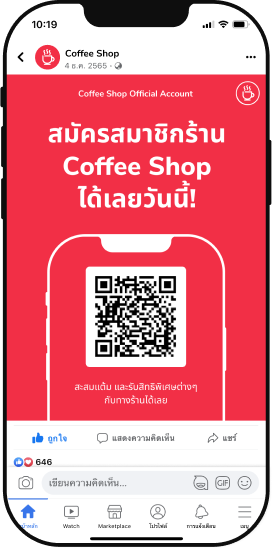 10:19
Coffee Shop
4 ธ.ค. 2565 ·
Coffee Shop Official Account
สมัครสมาชิกร้าน
Coffee Shop
ได้เลยวันนี้!
สะสมแต้ม และรับสิทธิพิเศษต่างๆ
กับทางร้านได้เลย
ถูกใจ แสดงความคิดเห็น แชร์
646
เขียนความคิดเห็น... GIF
หน้าหลัก Watch Marketplace โปรไฟล์ การแจ้งเตือน เมนู